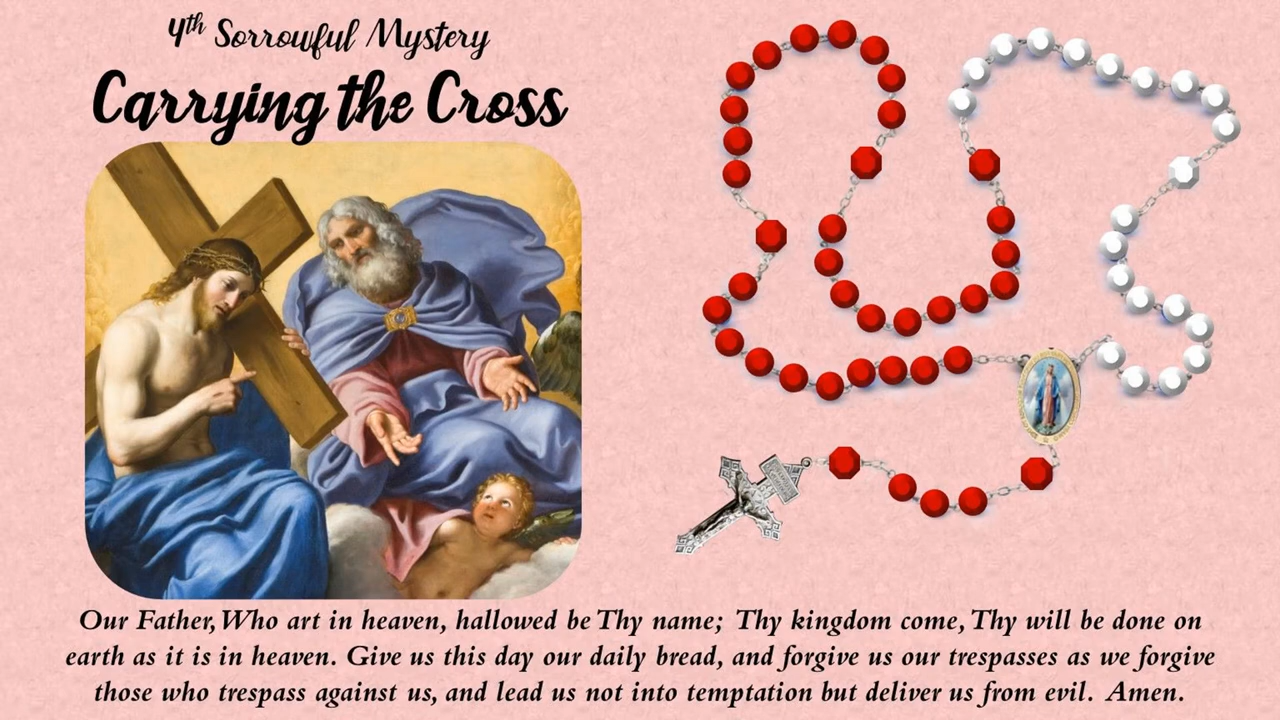 4th Sorrowful Mystery
Carrying the Cross
Our Father, Who art in heaven, hallowed be Thy name; Thy kingdom come, Thy will be done on
earth as it is in heaven. Give us this day our daily bread, and forgive us our trespasses as we forgive
those who trespass against us, and lead us not into temptation but deliver us from evil. Amen.